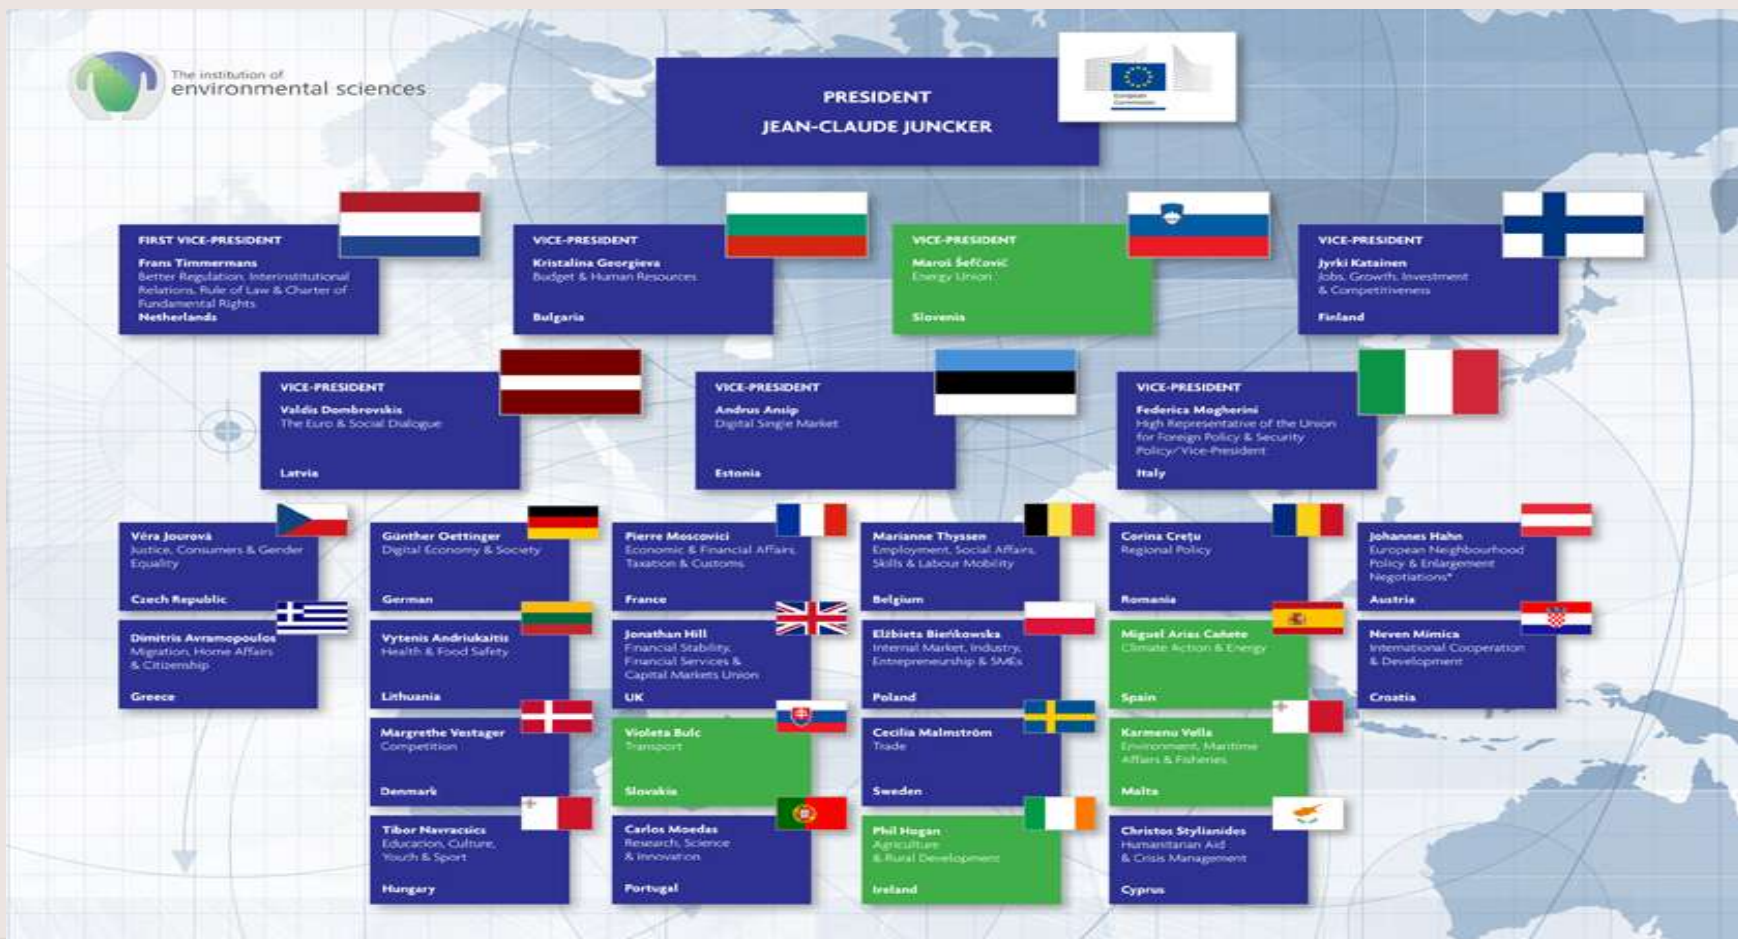 The institution of
environmental sciences
PRESIDENT
JEAN-CLAUDE JUNCKER
European
Commission
FIRST VICE-PRESIDENT
Frans Timmermans
Better Regulation, Interinstitutional
Relations, Rule of Law & Charter of
Fundamental Rights
Netherlands
VICE-PRESIDENT
Kristalina Georgieva
Budget & Human Resources
Bulgaria
VICE-PRESIDENT
Maroš Šefčovič
Energy Union
Slovenia
VICE-PRESIDENT
Jyrki Katainen
Jobs, Growth, Investment
& Competitiveness
Finland
VICE-PRESIDENT
Valdis Dombrovskis
The Euro & Social Dialogue
Latvia
VICE-PRESIDENT
Andrus Ansip
Digital Single Market
Estonia
VICE-PRESIDENT
Federica Mogherini
High Representative of the Union
for Foreign Policy & Security
Policy/Vice-President
Italy
Věra Jourová
Justice, Consumers & Gender
Equality
Czech Republic
Günther Oettinger
Digital Economy & Society
German
Pierre Moscovici
Economic & Financial Affairs,
Taxation & Customs
France
Marianne Thyssen
Employment, Social Affairs,
Skills & Labour Mobility
Belgium
Corina Crețu
Regional Policy
Romania
Johannes Hahn
European Neighbourhood
Policy & Enlargement
Negotiations*
Austria
Dimitris Avramopoulos
Migration, Home Affairs
& Citizenship
Greece
Vytenis Andriukaitis
Health & Food Safety
Lithuania
Jonathan Hill
Financial Stability,
Financial Services &
Capital Markets Union
UK
Elżbieta Bieńkowska
Internal Market, Industry,
Entrepreneurship & SMEs
Poland
Miguel Arias Cañete
Climate Action & Energy
Spain
Neven Mimica
International Cooperation
& Development
Croatia
Margrethe Vestager
Competition
Denmark
Violeta Bulc
Transport
Slovakia
Cecilia Malmström
Trade
Sweden
Karmenu Vella
Environment, Maritime
Affairs & Fisheries
Malta
Tibor Navracsics
Education, Culture,
Youth & Sport
Hungary
Carlos Moedas
Research, Science
& Innovation
Portugal
Phil Hogan
Agriculture
& Rural Development
Ireland
Christos Stylianides
Humanitarian Aid
& Crisis Management
Cyprus